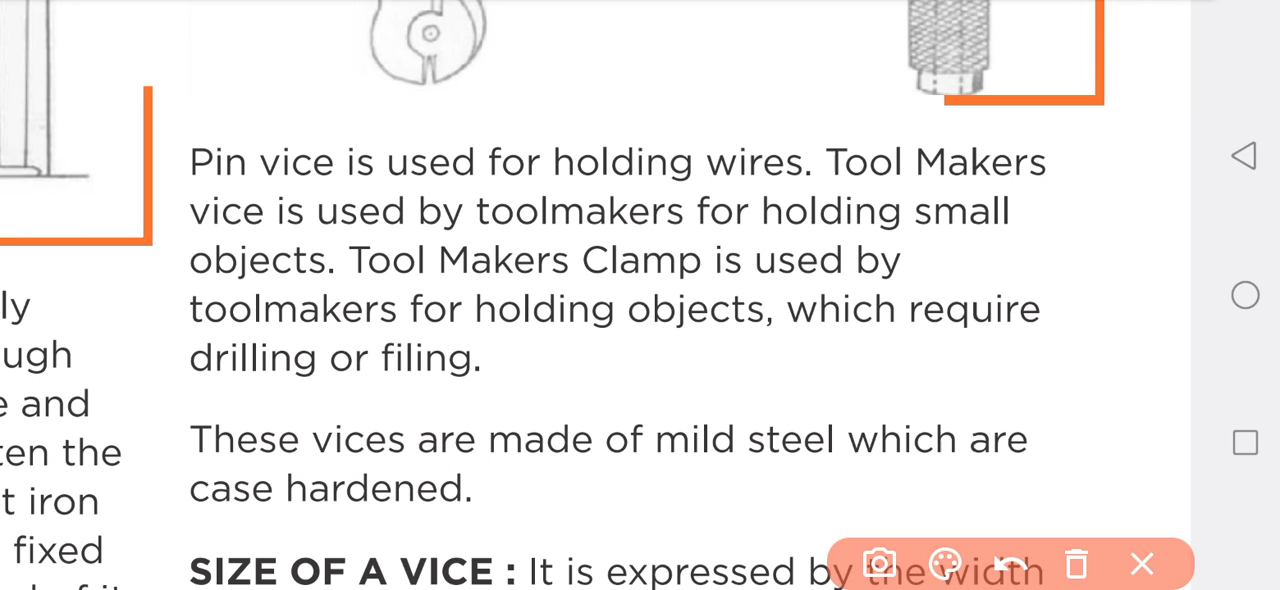 ly
ugh
e and
ten the
t iron
fixed
Pin vice is used for holding wires. Tool Makers
vice is used by toolmakers for holding small
objects. Tool Makers Clamp is used by
toolmakers for holding objects, which require
drilling or filing.
These vices are made of mild steel which are
case hardened.
SIZE OF A VICE : It is expressed by the width